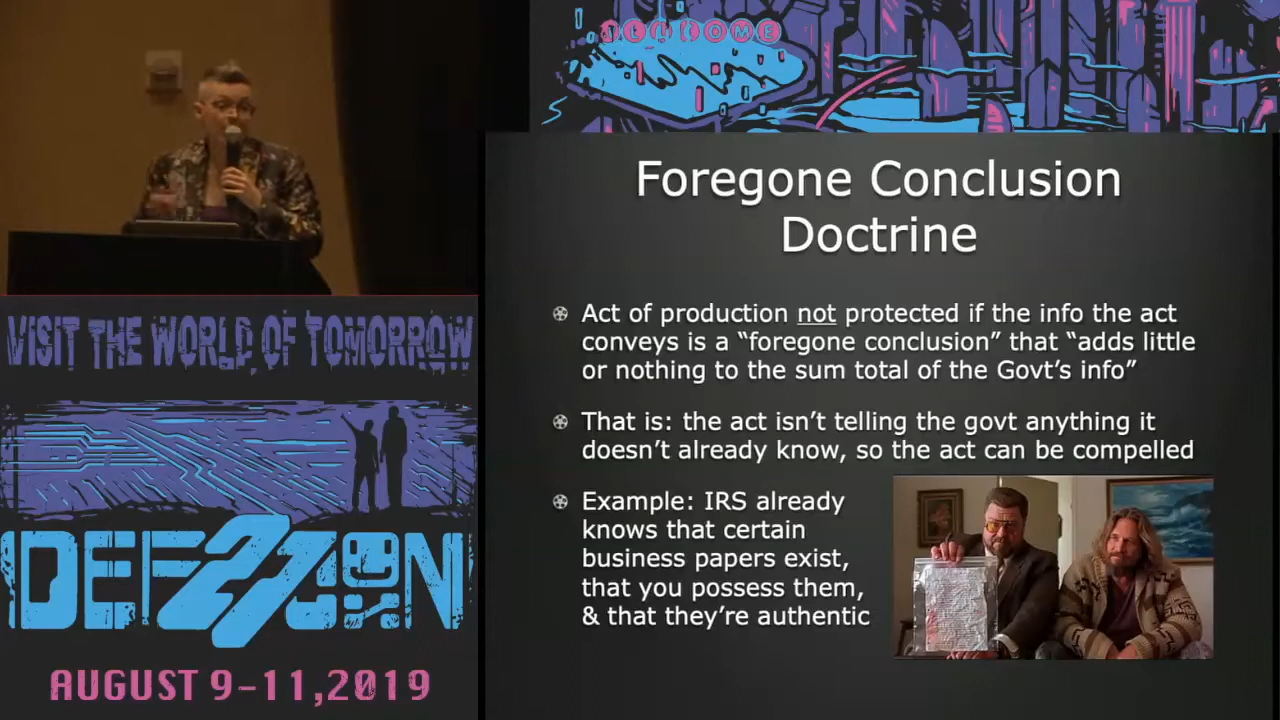 WELCOME
Foregone Conclusion
Doctrine
Act of production not protected if the info the act
conveys is a “foregone conclusion” that “adds little
or nothing to the sum total of the Govt’s info”
That is: the act isn’t telling the govt anything it
doesn’t already know, so the act can be compelled
Example: IRS already
knows that certain
business papers exist,
that you possess them,
& that they’re authentic
VISIT THE WORLD OF TOMORROW
DEF27CON
AUGUST 9-11,2019